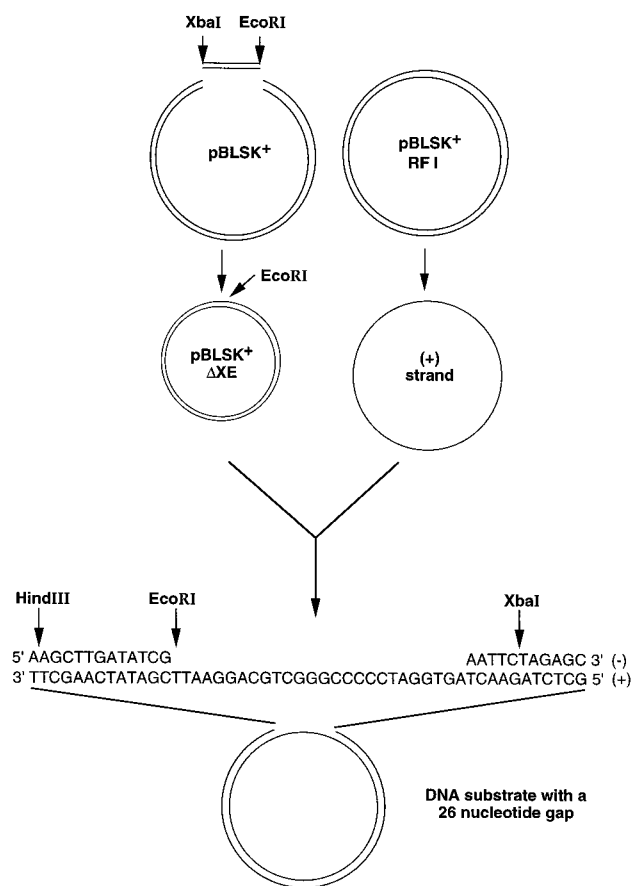 XbaI EcoRI
pBLSK+
pBLSK+
RF I
EcoRI
pBLSK+
ΔXE
(+)
strand
HindIII EcoRI XbaI
5' AAGCTTGATATCG AATTCTAGAGC 3' (-)
3' TTCGAACTATAGCTTAAGGACGTCGGGCCCCCTAGGTGATCAAGATCTCG 5' (+)
DNA substrate with a
26 nucleotide gap